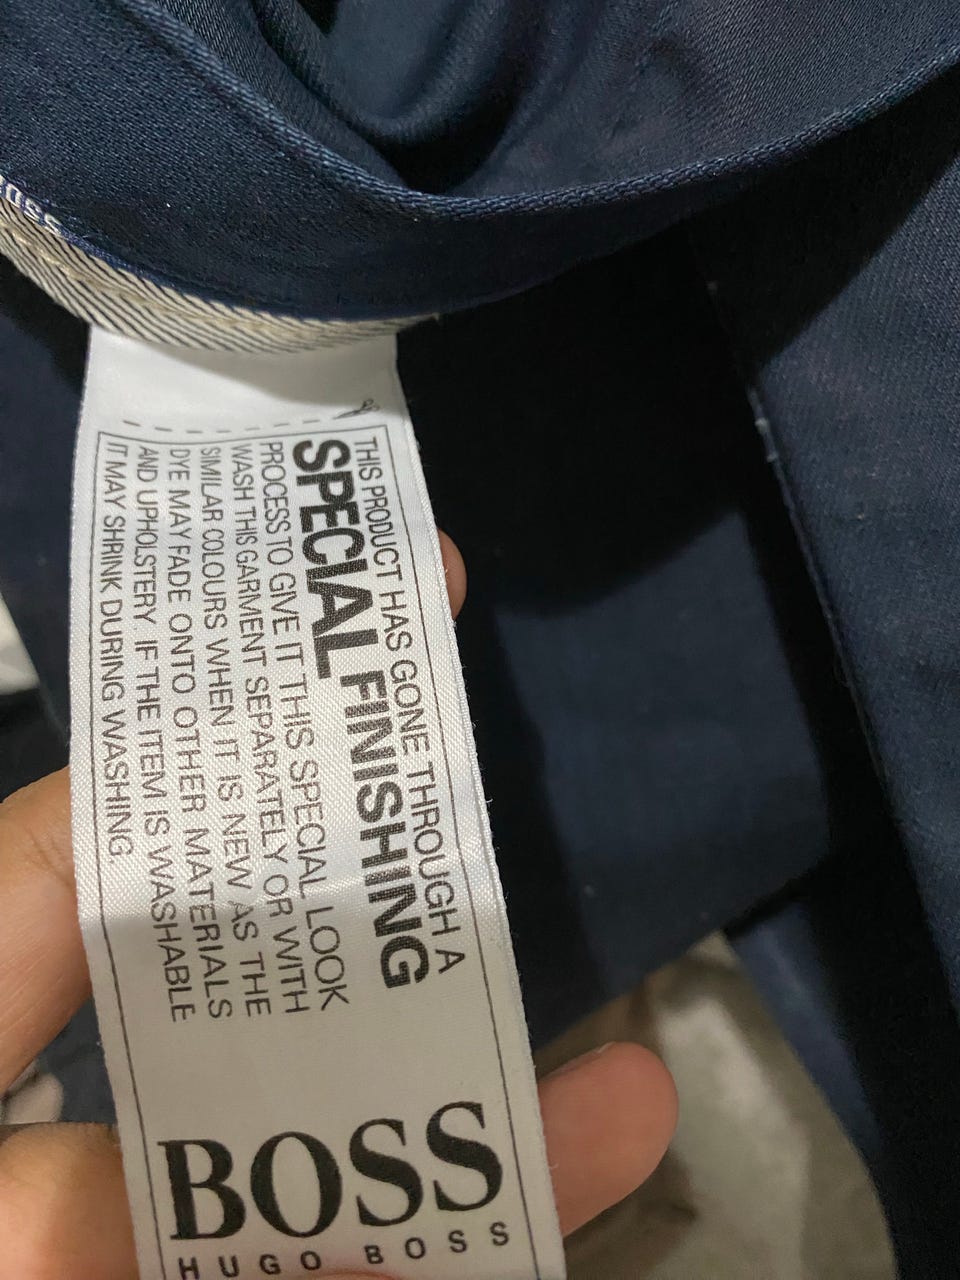 BOSS
THIS PRODUCT HAS GONE THROUGH A
SPECIAL FINISHING
PROCESS TO GIVE IT THIS SPECIAL LOOK
WASH THIS GARMENT SEPARATELY OR WITH
SIMILAR COLOURS WHEN IT IS NEW AS THE
DYE MAY FADE ONTO OTHER MATERIALS
AND UPHOLSTERY. IF THE ITEM IS WASHABLE
IT MAY SHRINK DURING WASHING
BOSS
HUGO BOSS